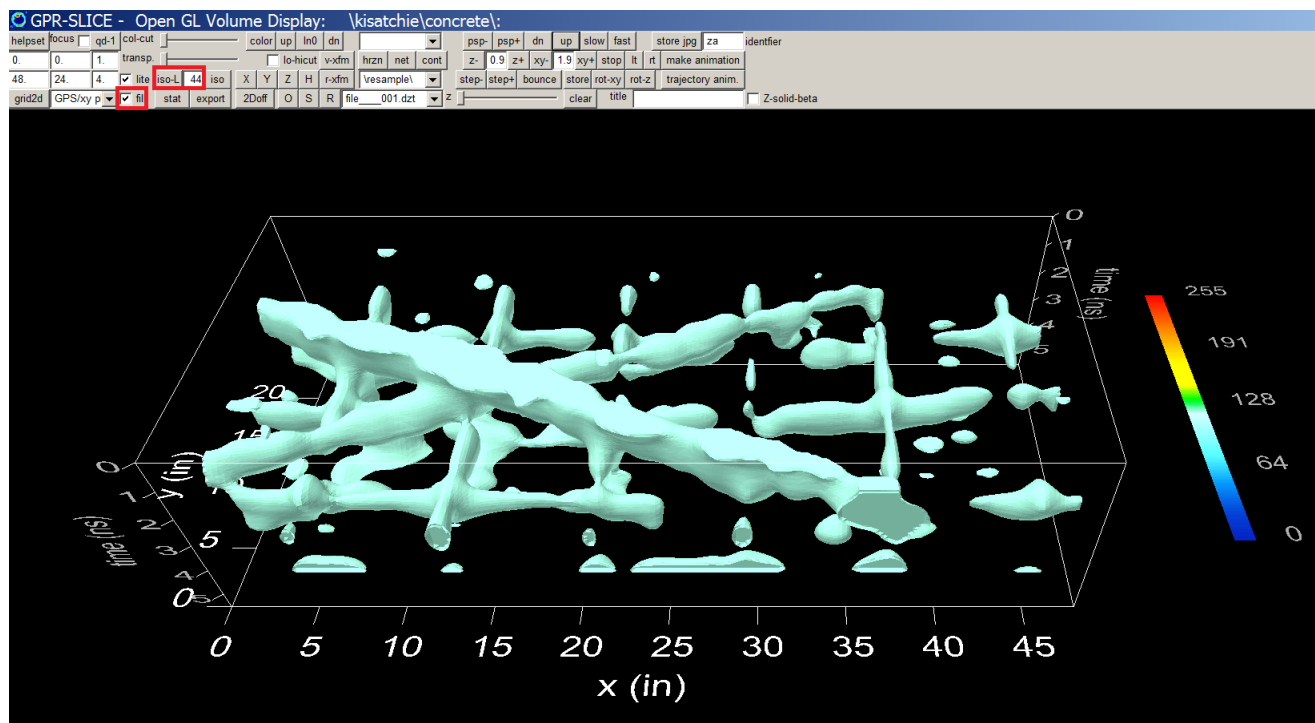 GPR-SLICE - Open GL Volume Display: \kisatchie\concrete\:
helpset focus qd-1 col-cut color up ln0 dn psp- psp+ dn up slow fast store jpg za identfier
0. 0. 1. transp. lo-hicut v-xfm hrzn net cont z- 0.9 z+ xy- 1.9 xy+ stop lt rt make animation
48. 24. 4. lite iso-L 44 iso X Y Z H r-xfm \resample\ step- step+ bounce store rot-xy rot-z trajectory anim.
grid2d GPS/xy p fil stat export 2Doff O S R file____001.dzt z clear title Z-solid-beta
0
1
2
3
4
5
time (ns)
255
191
128
64
0
20
15
10
5
0
y (in)
0
1
2
3
4
5
time (ns)
0 5 10 15 20 25 30 35 40 45
x (in)